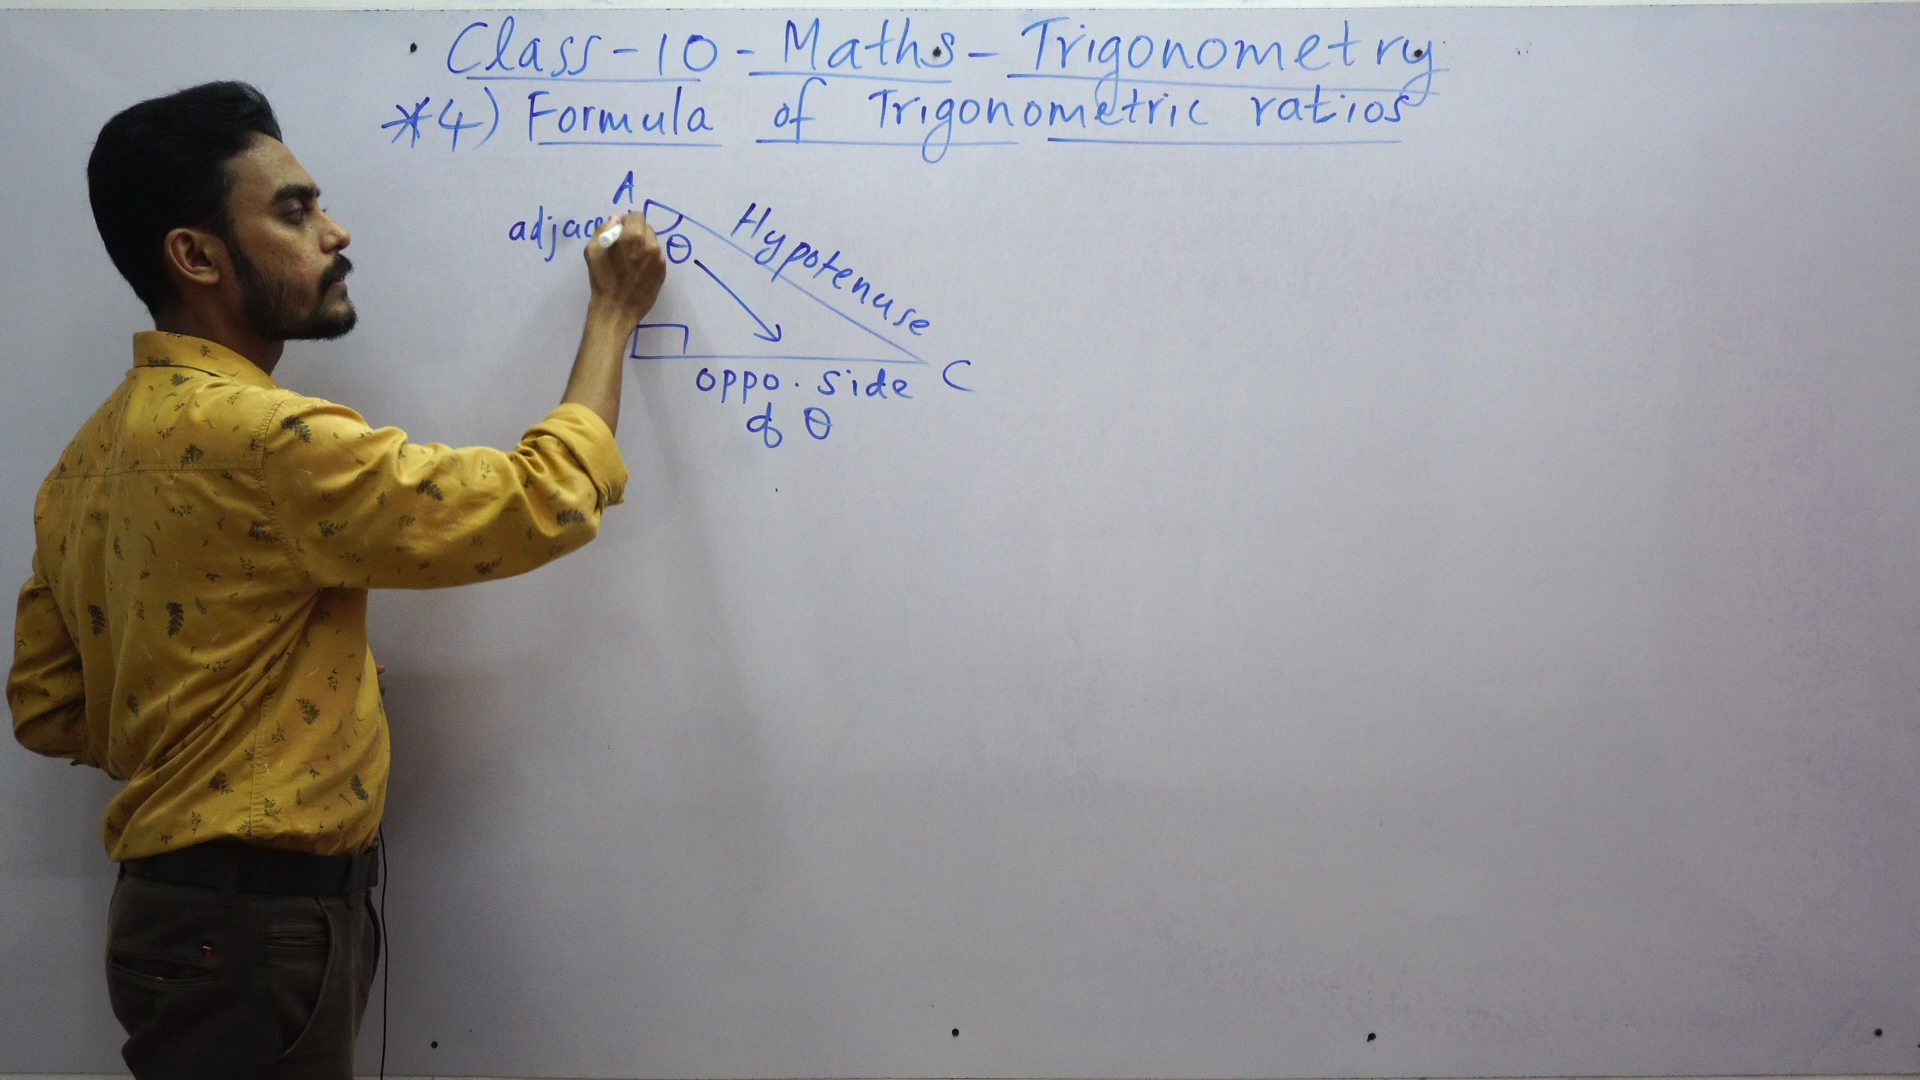 Class-10 - Maths - Trigonometry
*4) Formula of Trigonometric ratios
A
Hypotenuse
θ
C
oppo. side
of θ